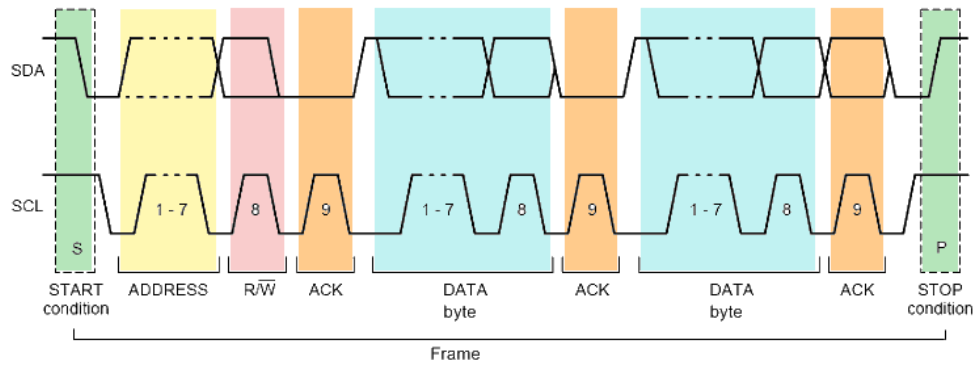 SDA
SCL
1 - 7
8
9
1 - 7
8
9
1 - 7
8
9
S
P
START
condition
ADDRESS
R/W̅
ACK
DATA
byte
ACK
DATA
byte
ACK
STOP
condition
Frame